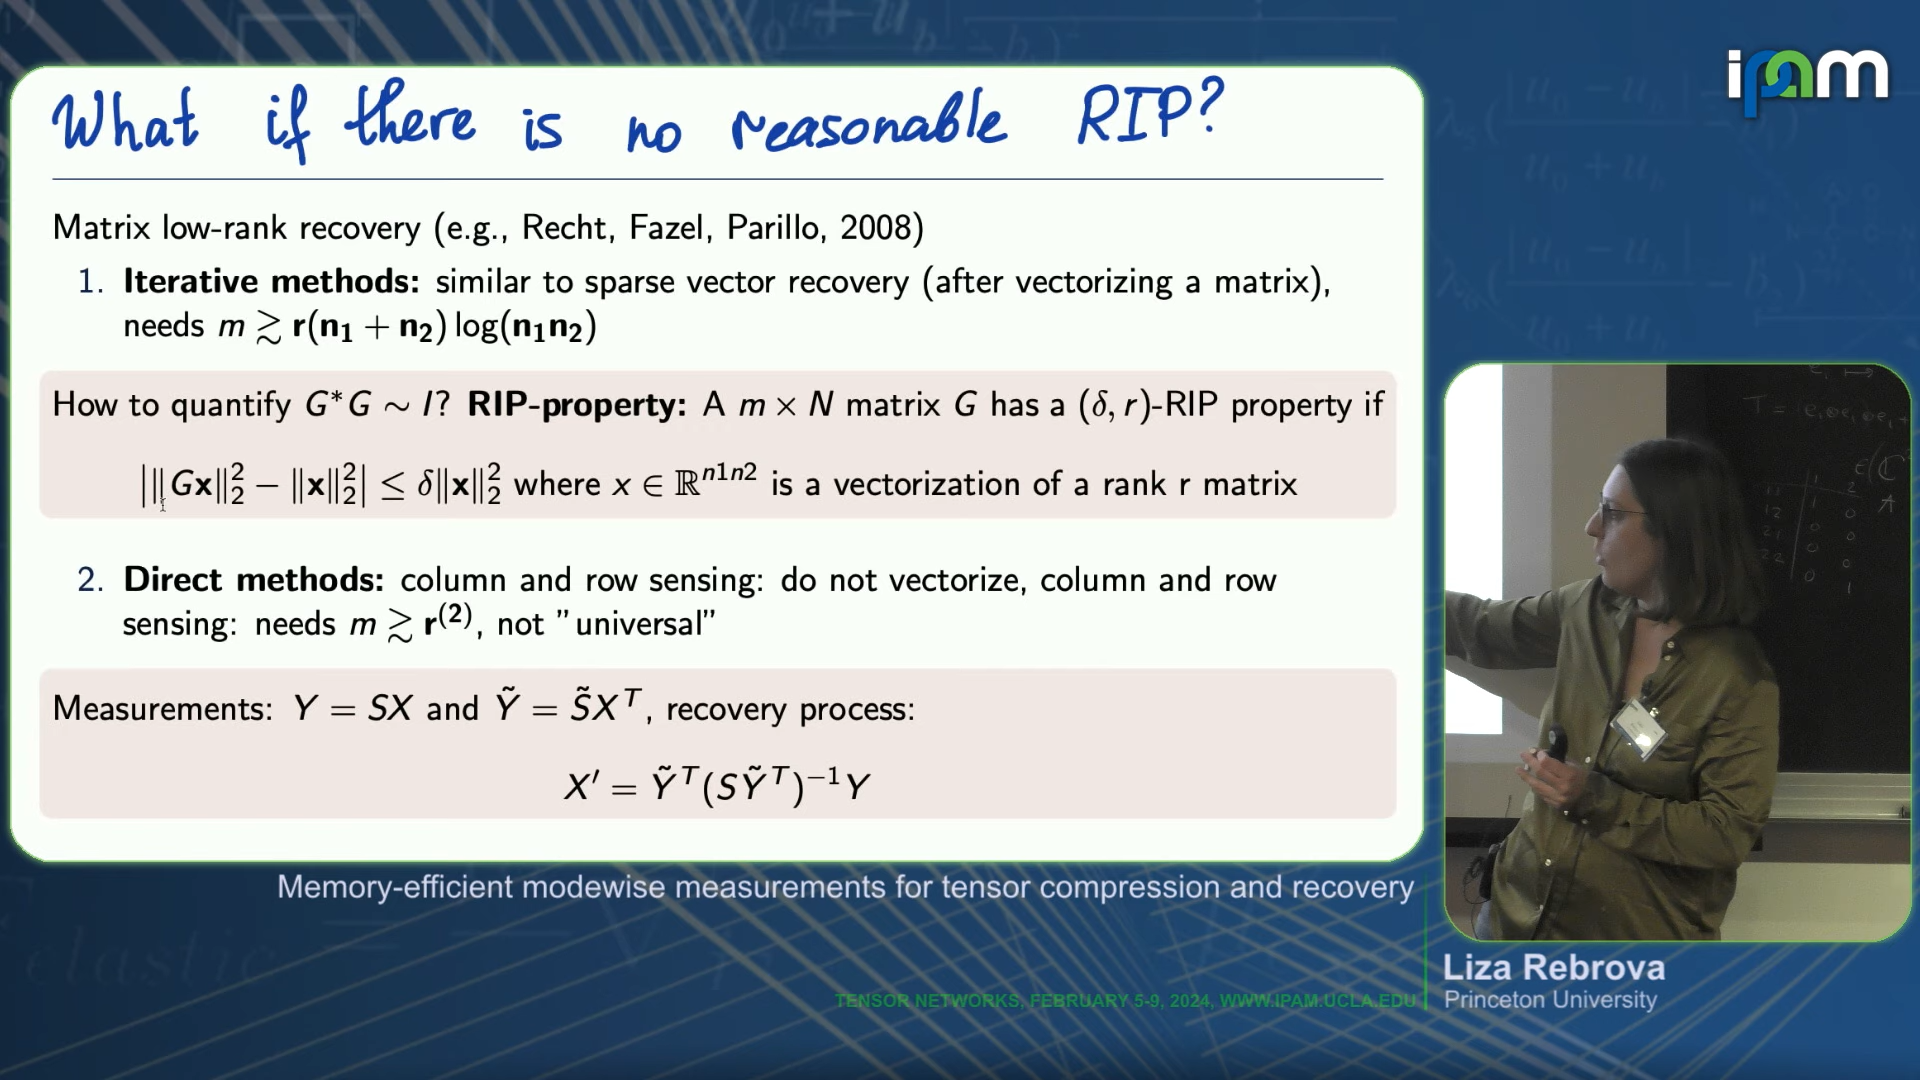 ipam
What if there is no reasonable RIP?
Matrix low-rank recovery (e.g., Recht, Fazel, Parillo, 2008)
1. Iterative methods: similar to sparse vector recovery (after vectorizing a matrix),
needs m ≳ r(n₁ + n₂) log(n₁n₂)
How to quantify G*G ∼ I? RIP-property: A m × N matrix G has a (δ, r)-RIP property if
|‖Gx‖₂² − ‖x‖₂²| ≤ δ‖x‖₂² where x ∈ ℝⁿ¹ⁿ² is a vectorization of a rank r matrix
2. Direct methods: column and row sensing: do not vectorize, column and row
sensing: needs m ≳ r⁽²⁾, not ”universal”
Measurements: Y = SX and Ỹ = S̃Xᵀ, recovery process:
X′ = Ỹᵀ(SỸᵀ)⁻¹Y
Memory-efficient modewise measurements for tensor compression and recovery
Liza Rebrova
Princeton University
TENSOR NETWORKS, FEBRUARY 5-9, 2024, WWW.IPAM.UCLA.EDU